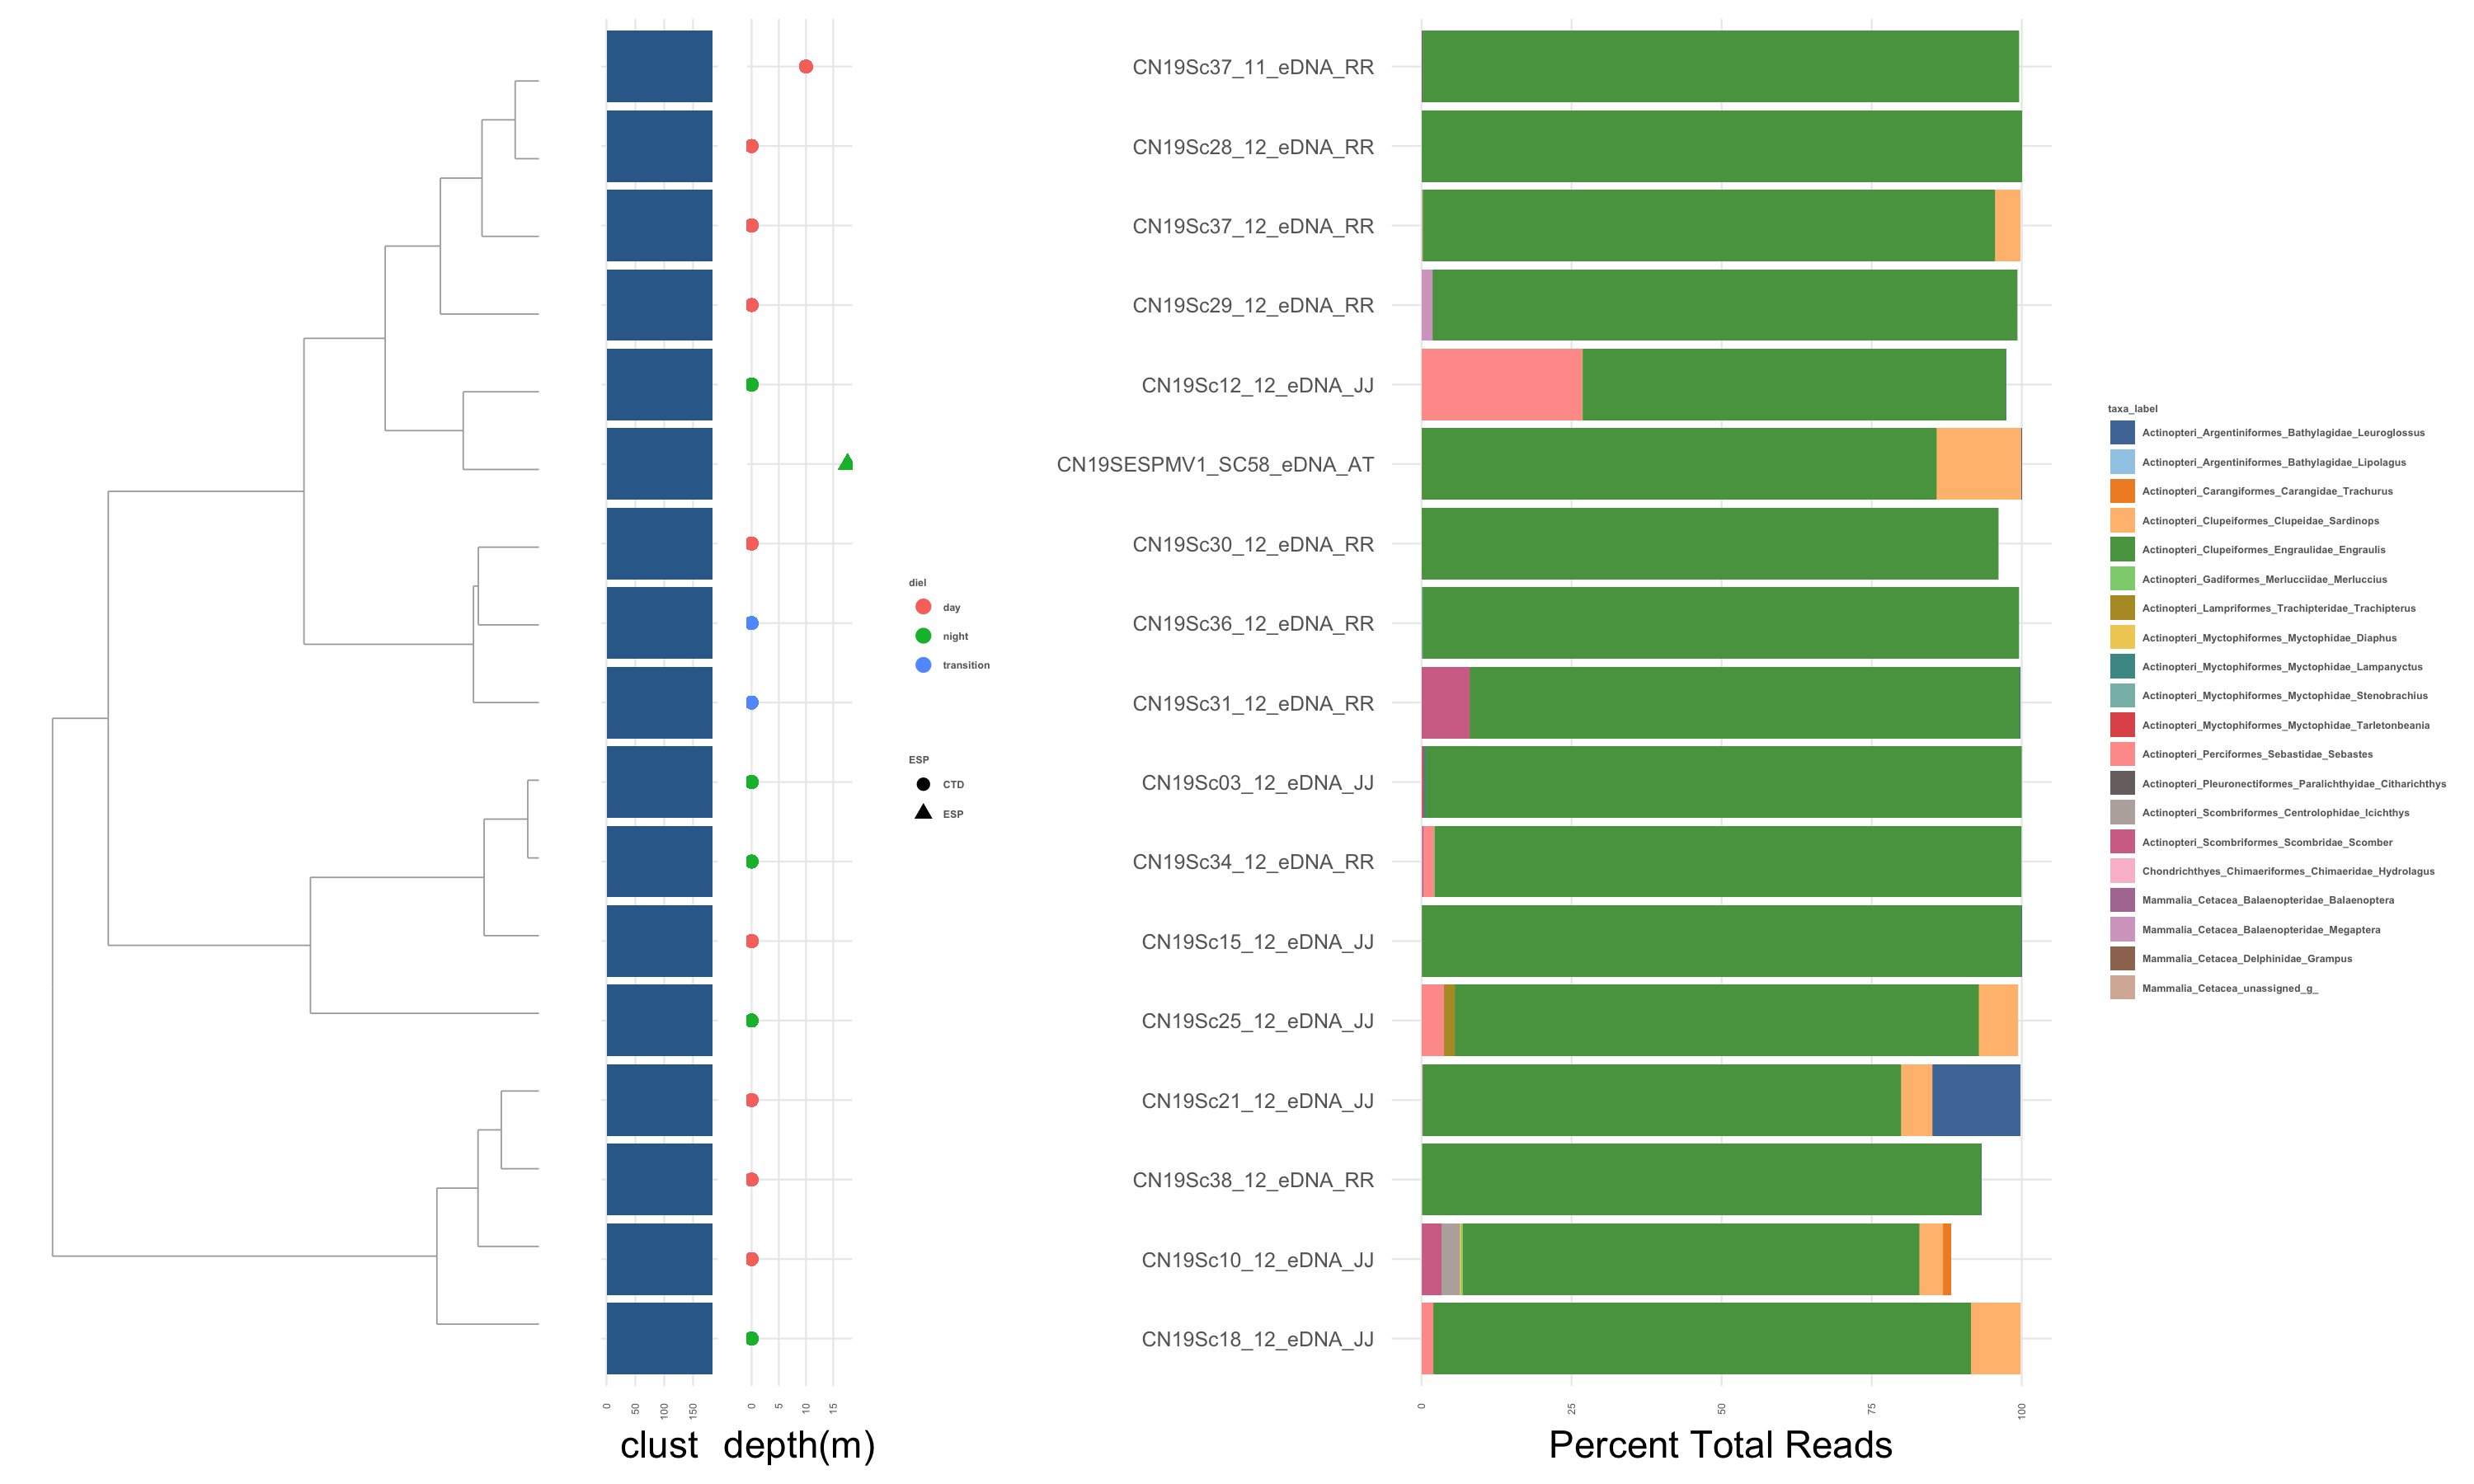 CN19Sc37_11_eDNA_RR
CN19Sc28_12_eDNA_RR
CN19Sc37_12_eDNA_RR
CN19Sc29_12_eDNA_RR
CN19Sc12_12_eDNA_JJ
CN19SESPMV1_SC58_eDNA_AT
CN19Sc30_12_eDNA_RR
CN19Sc36_12_eDNA_RR
CN19Sc31_12_eDNA_RR
CN19Sc03_12_eDNA_JJ
CN19Sc34_12_eDNA_RR
CN19Sc15_12_eDNA_JJ
CN19Sc25_12_eDNA_JJ
CN19Sc21_12_eDNA_JJ
CN19Sc38_12_eDNA_RR
CN19Sc10_12_eDNA_JJ
CN19Sc18_12_eDNA_JJ
0 50 100 150
clust
0 5 10 15
depth(m)
diel
day
night
transition
ESP
CTD
ESP
0 25 50 75 100
Percent Total Reads
taxa_label
Actinopteri_Argentiniformes_Bathylagidae_Leuroglossus
Actinopteri_Argentiniformes_Bathylagidae_Lipolagus
Actinopteri_Carangiformes_Carangidae_Trachurus
Actinopteri_Clupeiformes_Clupeidae_Sardinops
Actinopteri_Clupeiformes_Engraulidae_Engraulis
Actinopteri_Gadiformes_Merlucciidae_Merluccius
Actinopteri_Lampriformes_Trachipteridae_Trachipterus
Actinopteri_Myctophiformes_Myctophidae_Diaphus
Actinopteri_Myctophiformes_Myctophidae_Lampanyctus
Actinopteri_Myctophiformes_Myctophidae_Stenobrachius
Actinopteri_Myctophiformes_Myctophidae_Tarletonbeania
Actinopteri_Perciformes_Sebastidae_Sebastes
Actinopteri_Pleuronectiformes_Paralichthyidae_Citharichthys
Actinopteri_Scombriformes_Centrolophidae_Icichthys
Actinopteri_Scombriformes_Scombridae_Scomber
Chondrichthyes_Chimaeriformes_Chimaeridae_Hydrolagus
Mammalia_Cetacea_Balaenopteridae_Balaenoptera
Mammalia_Cetacea_Balaenopteridae_Megaptera
Mammalia_Cetacea_Delphinidae_Grampus
Mammalia_Cetacea_unassigned_g_